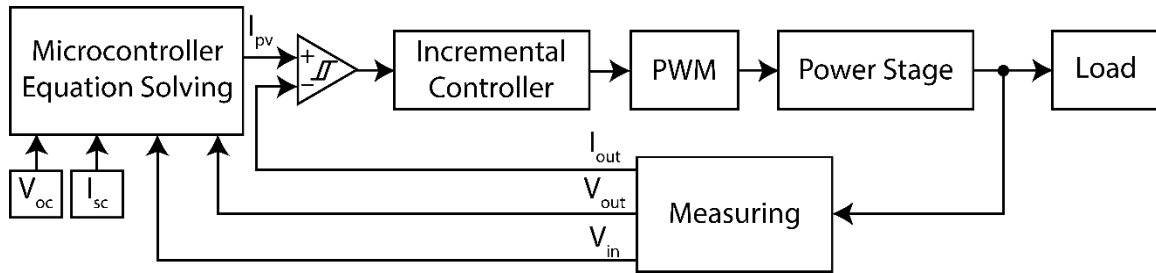 Microcontroller
Equation Solving
I_pv
+
−
Incremental
Controller
PWM
Power Stage
Load
V_oc
I_sc
I_out
V_out
V_in
Measuring